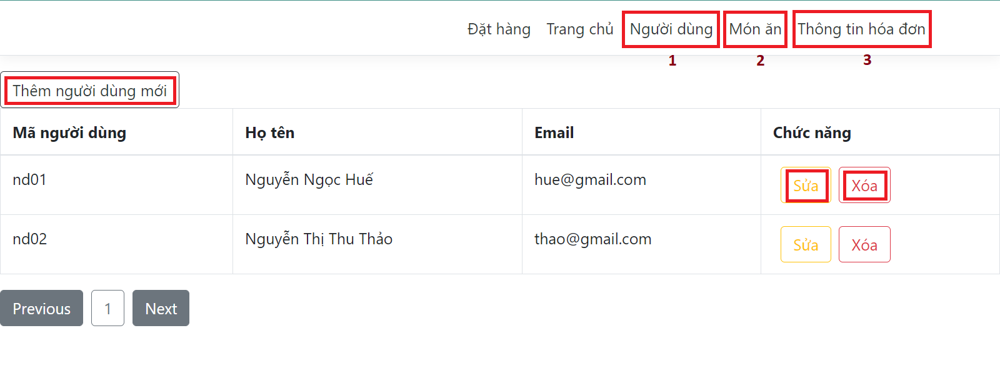 Đặt hàng Trang chủ Người dùng Món ăn Thông tin hóa đơn
1 2 3
Thêm người dùng mới
Mã người dùng Họ tên Email Chức năng
nd01 Nguyễn Ngọc Huế hue@gmail.com Sửa Xóa
nd02 Nguyễn Thị Thu Thảo thao@gmail.com Sửa Xóa
Previous 1 Next